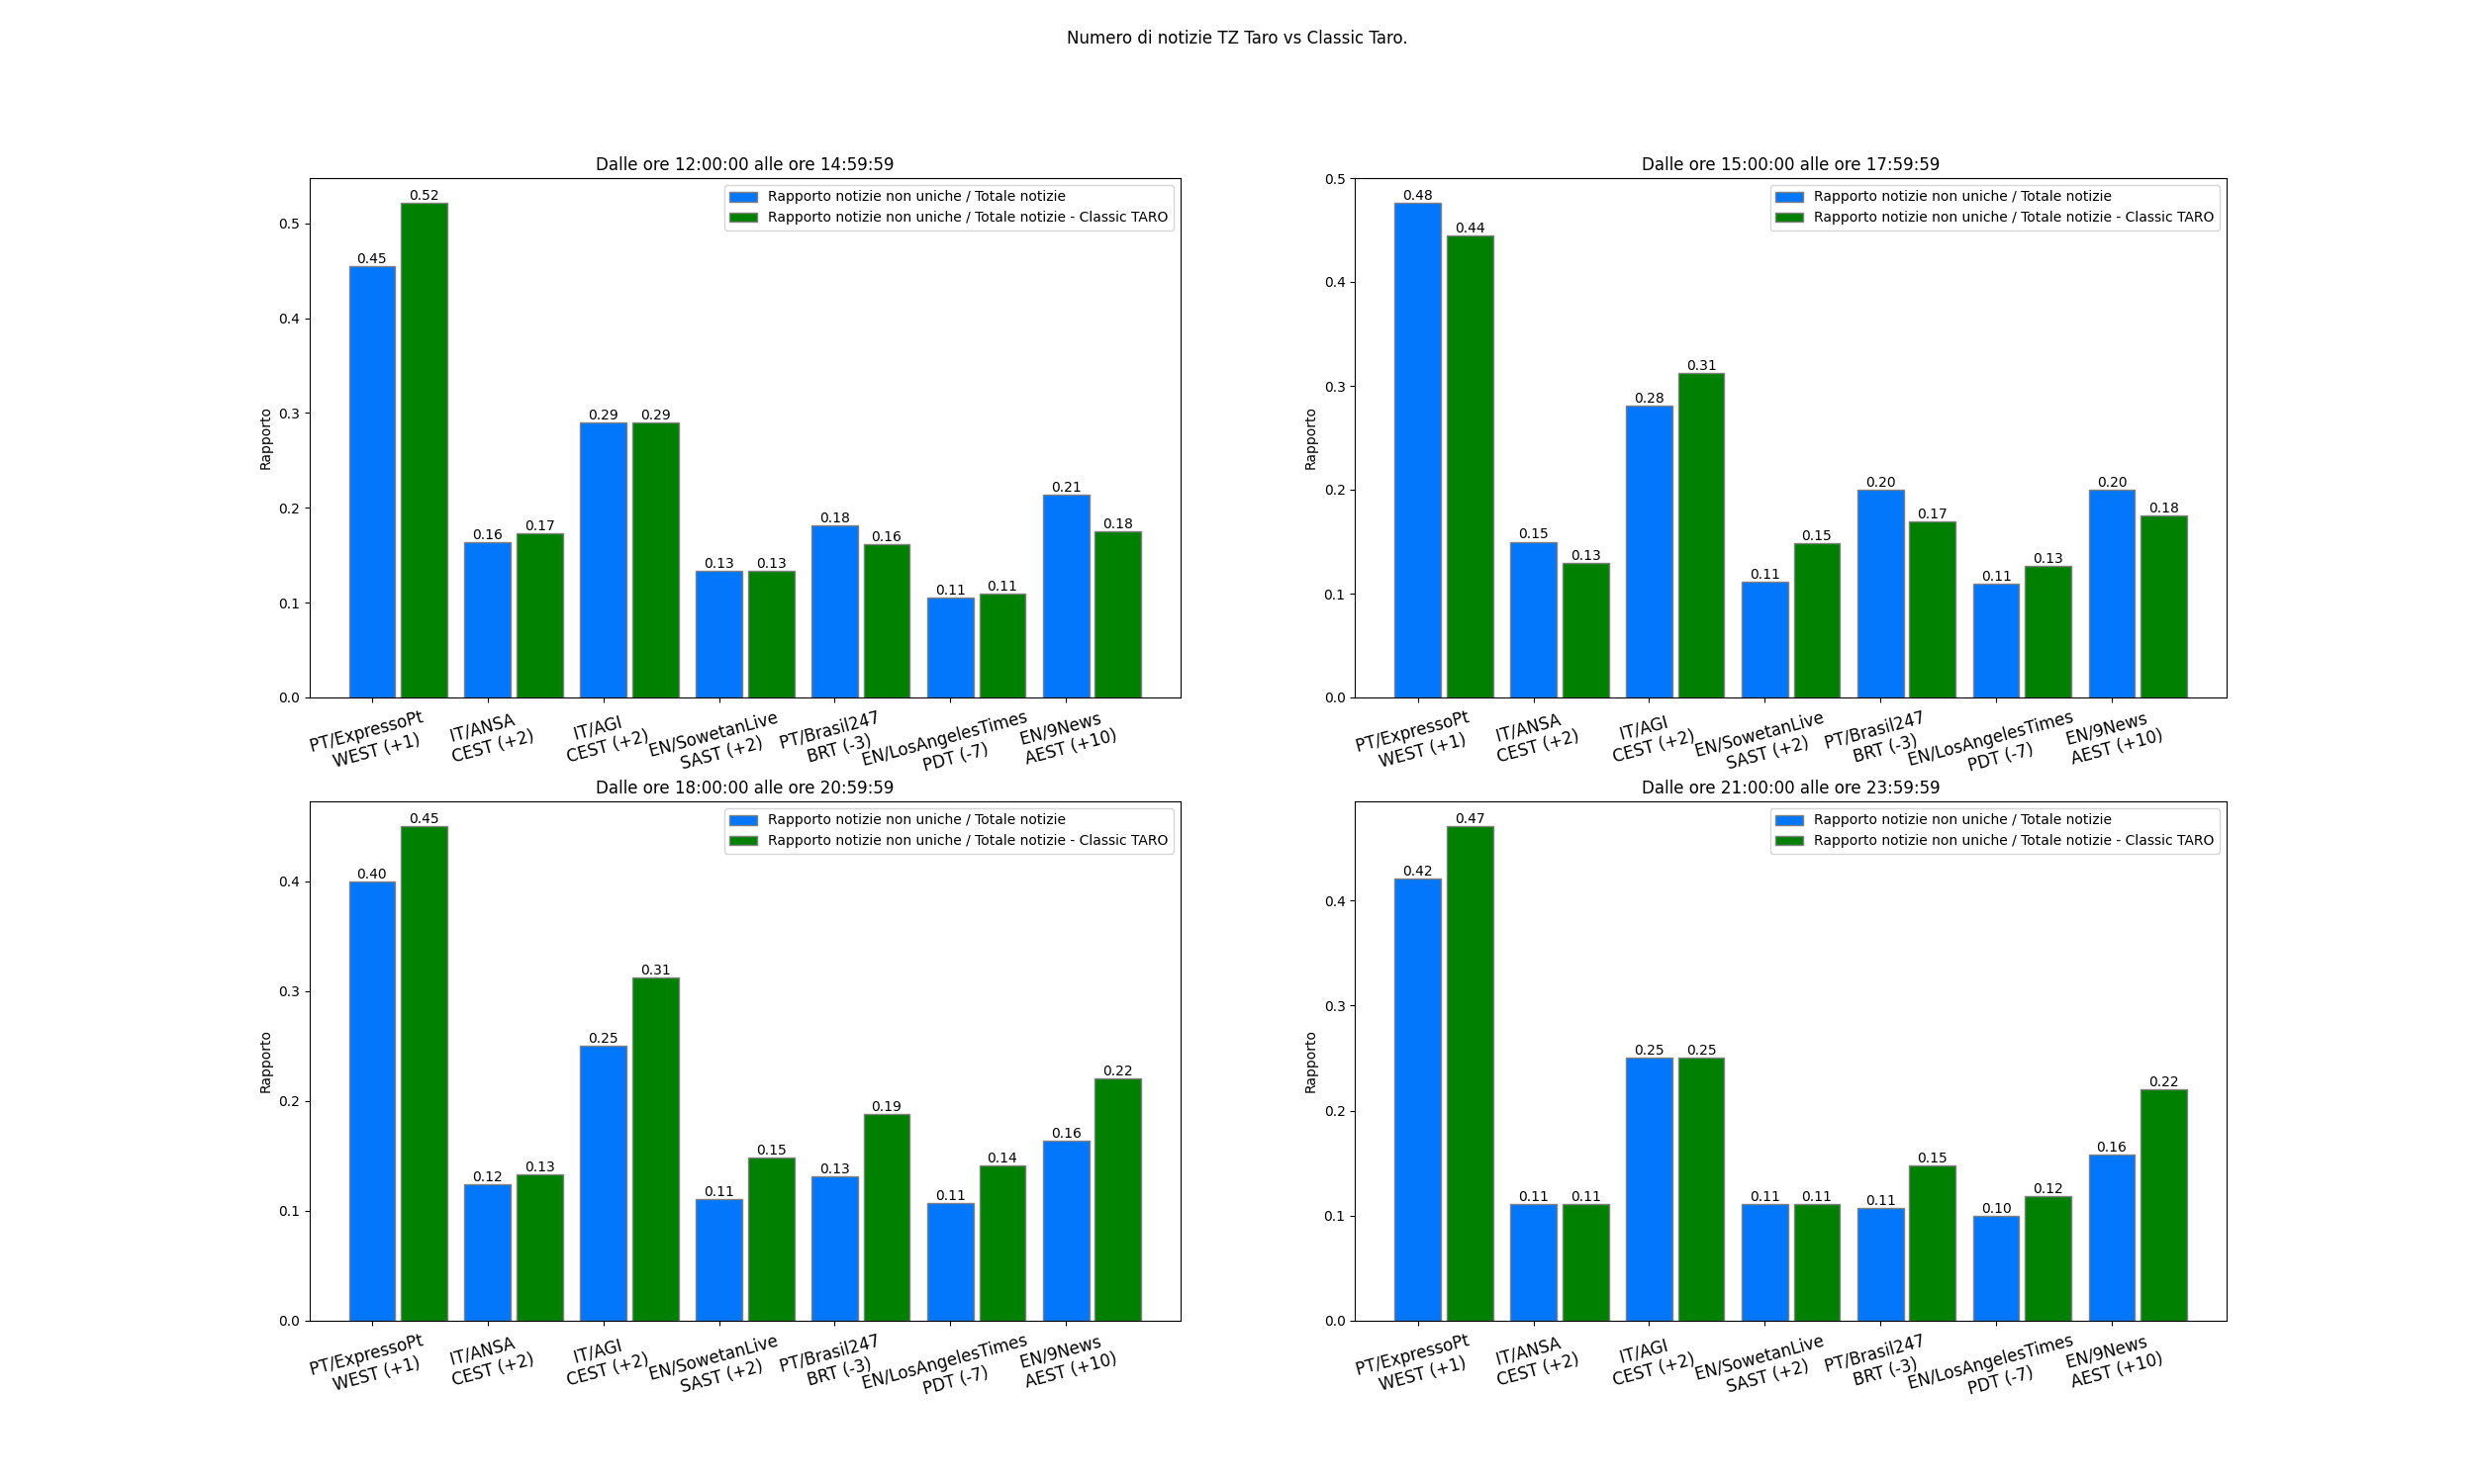 Numero di notizie TZ Taro vs Classic Taro.
Dalle ore 12:00:00 alle ore 14:59:59
Rapporto notizie non uniche / Totale notizie
Rapporto notizie non uniche / Totale notizie - Classic TARO
Rapporto
0.5
0.4
0.3
0.2
0.1
0.0
0.45
0.52
0.16
0.17
0.29
0.29
0.13
0.13
0.18
0.16
0.11
0.11
0.21
0.18
PT/ExpressoPt
WEST (+1)
IT/ANSA
CEST (+2)
IT/AGI
CEST (+2)
EN/SowetanLive
SAST (+2)
PT/Brasil247
BRT (-3)
EN/LosAngelesTimes
PDT (-7)
EN/9News
AEST (+10)
Dalle ore 15:00:00 alle ore 17:59:59
Rapporto notizie non uniche / Totale notizie
Rapporto notizie non uniche / Totale notizie - Classic TARO
Rapporto
0.5
0.4
0.3
0.2
0.1
0.0
0.48
0.44
0.15
0.13
0.28
0.31
0.11
0.15
0.20
0.17
0.11
0.13
0.20
0.18
PT/ExpressoPt
WEST (+1)
IT/ANSA
CEST (+2)
IT/AGI
CEST (+2)
EN/SowetanLive
SAST (+2)
PT/Brasil247
BRT (-3)
EN/LosAngelesTimes
PDT (-7)
EN/9News
AEST (+10)
Dalle ore 18:00:00 alle ore 20:59:59
Rapporto notizie non uniche / Totale notizie
Rapporto notizie non uniche / Totale notizie - Classic TARO
Rapporto
0.4
0.3
0.2
0.1
0.0
0.40
0.45
0.12
0.13
0.25
0.31
0.11
0.15
0.13
0.19
0.11
0.14
0.16
0.22
PT/ExpressoPt
WEST (+1)
IT/ANSA
CEST (+2)
IT/AGI
CEST (+2)
EN/SowetanLive
SAST (+2)
PT/Brasil247
BRT (-3)
EN/LosAngelesTimes
PDT (-7)
EN/9News
AEST (+10)
Dalle ore 21:00:00 alle ore 23:59:59
Rapporto notizie non uniche / Totale notizie
Rapporto notizie non uniche / Totale notizie - Classic TARO
Rapporto
0.4
0.3
0.2
0.1
0.0
0.42
0.47
0.11
0.11
0.25
0.25
0.11
0.11
0.11
0.15
0.10
0.12
0.16
0.22
PT/ExpressoPt
WEST (+1)
IT/ANSA
CEST (+2)
IT/AGI
CEST (+2)
EN/SowetanLive
SAST (+2)
PT/Brasil247
BRT (-3)
EN/LosAngelesTimes
PDT (-7)
EN/9News
AEST (+10)